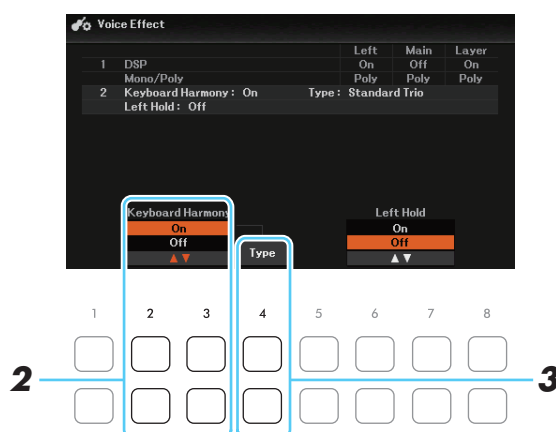 Voice Effect
Left Main Layer
1 DSP On Off On
Mono/Poly Poly Poly Poly
2 Keyboard Harmony : On Type : Standard Trio
Left Hold : Off
Keyboard Harmony Left Hold
On On
Off Off
▲▼ Type ▲▼
1 2 3 4 5 6 7 8
2 3